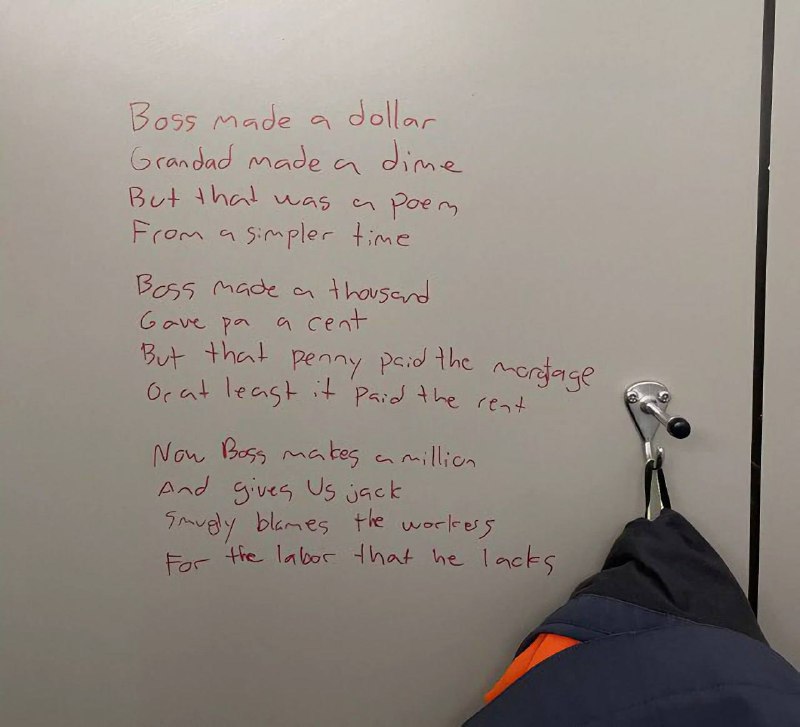 Boss made a dollar
Grandad made a dime
But that was a poem
From a simpler time
Boss made a thousand
Gave pa a cent
But that penny paid the mortgage
Or at least it paid the rent
Now Boss makes a million
And gives Us jack
Smugly blames the workers
For the labor that he lacks